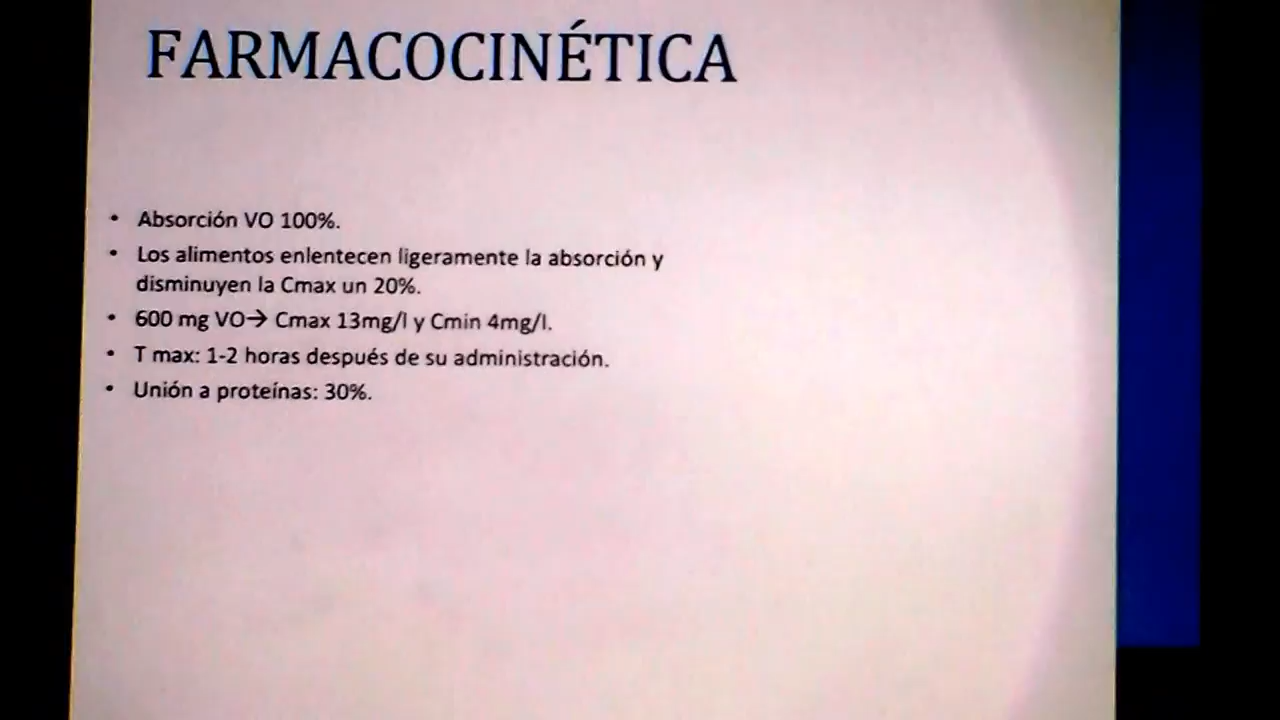 FARMACOCINÉTICA
• Absorción VO 100%.
• Los alimentos enlentecen ligeramente la absorción y
disminuyen la Cmax un 20%.
• 600 mg VO→ Cmax 13mg/l y Cmin 4mg/l.
• T max: 1-2 horas después de su administración.
• Unión a proteínas: 30%.